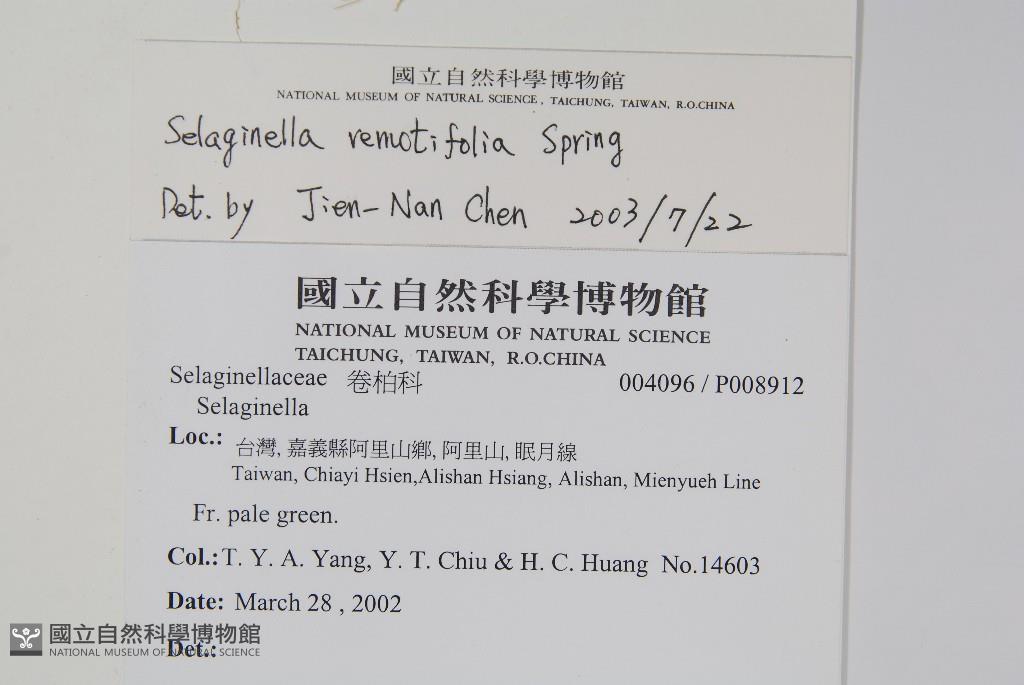 國立自然科學博物館
NATIONAL MUSEUM OF NATURAL SCIENCE, TAICHUNG, TAIWAN, R.O.CHINA
Selaginella remotifolia Spring
Det. by Jien-Nan Chen 2003/7/22
國立自然科學博物館
NATIONAL MUSEUM OF NATURAL SCIENCE
TAICHUNG, TAIWAN, R.O.CHINA
Selaginellaceae 卷柏科 004096 / P008912
Selaginella
Loc.: 台灣, 嘉義縣阿里山鄉, 阿里山, 眠月線
Taiwan, Chiayi Hsien,Alishan Hsiang, Alishan, Mienyueh Line
Fr. pale green.
Col.: T. Y. A. Yang, Y. T. Chiu & H. C. Huang No.14603
Date: March 28 , 2002
Det.:
國立自然科學博物館
NATIONAL MUSEUM OF NATURAL SCIENCE